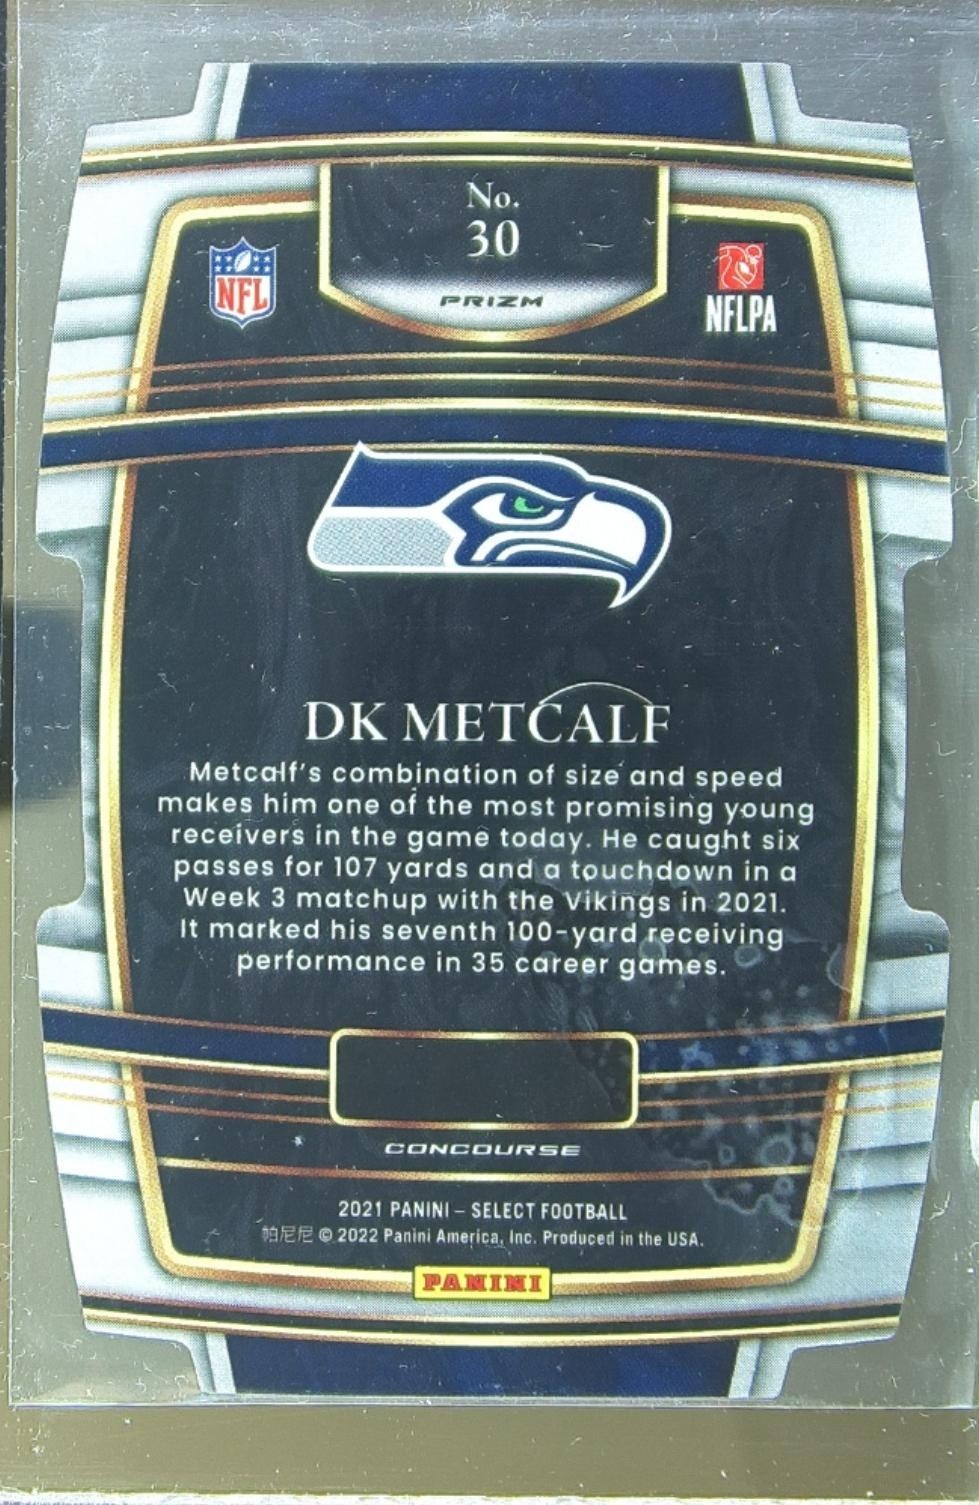 No.
30
PRIZM
NFL
NFLPA
DK METCALF
Metcalf's combination of size and speed
makes him one of the most promising young
receivers in the game today. He caught six
passes for 107 yards and a touchdown in a
Week 3 matchup with the Vikings in 2021.
It marked his seventh 100-yard receiving
performance in 35 career games.
CONCOURSE
2021 PANINI – SELECT FOOTBALL
帕尼尼 © 2022 Panini America, Inc. Produced in the USA.
PANINI